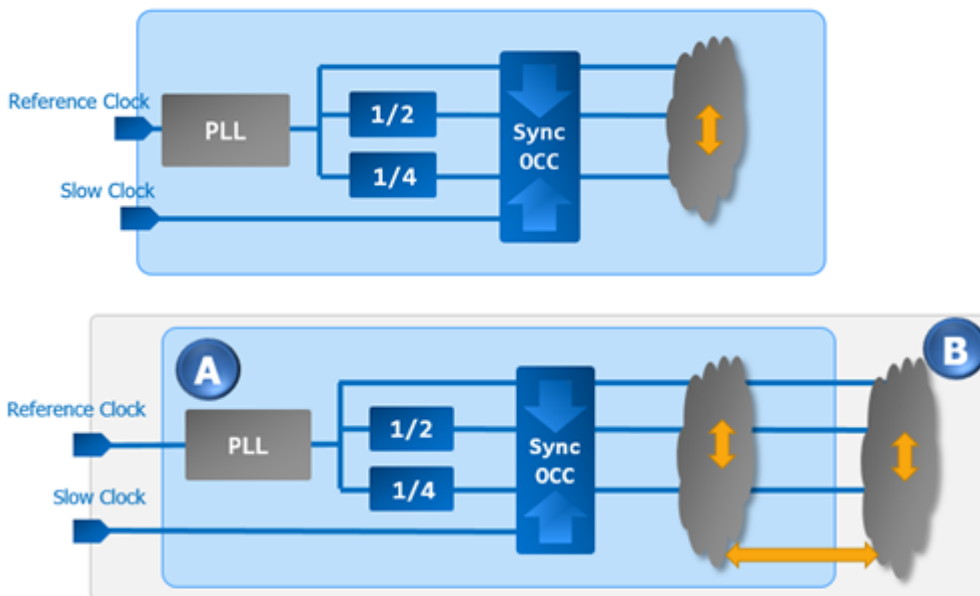 Reference Clock
PLL
1/2
1/4
Sync
OCC
Slow Clock
A
B
Reference Clock
PLL
1/2
1/4
Sync
OCC
Slow Clock